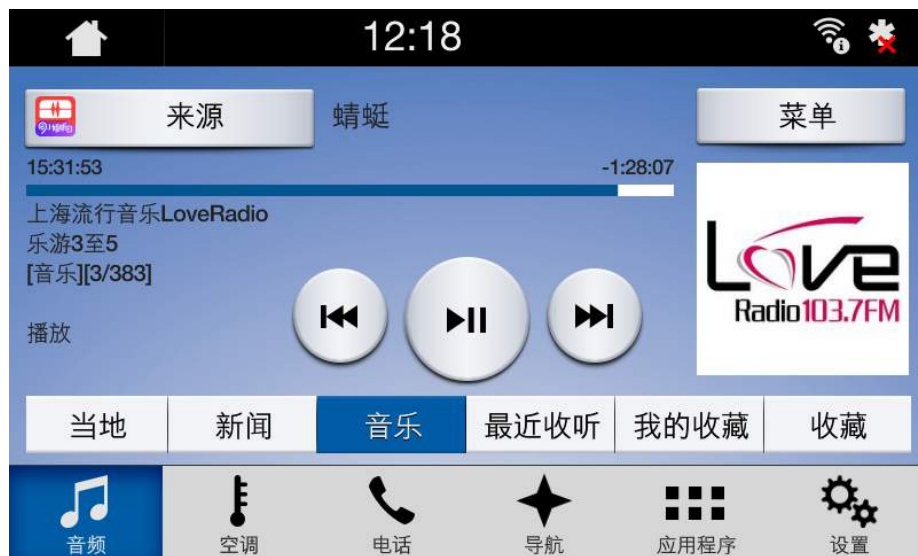 12:18
来源
蜻蜓
菜单
15:31:53
-1:28:07
上海流行音乐LoveRadio
乐游3至5
[音乐][3/383]
播放
Love
Radio103.7FM
当地
新闻
音乐
最近收听
我的收藏
收藏
音频
空调
电话
导航
应用程序
设置